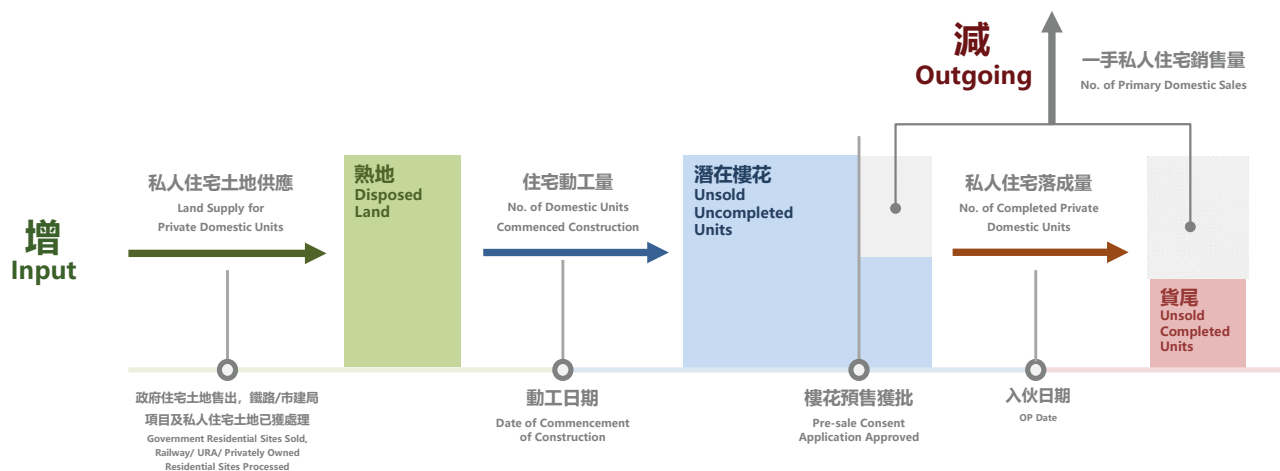 增
Input
私人住宅土地供應
Land Supply for
Private Domestic Units
熟地
Disposed
Land
住宅動工量
No. of Domestic Units
Commenced Construction
潛在樓花
Unsold
Uncompleted
Units
減
Outgoing
一手私人住宅銷售量
No. of Primary Domestic Sales
私人住宅落成量
No. of Completed Private
Domestic Units
貨尾
Unsold
Completed
Units
政府住宅土地售出，鐵路/市建局
項目及私人住宅土地已獲處理
Government Residential Sites Sold,
Railway/ URA/ Privately Owned
Residential Sites Processed
動工日期
Date of Commencement
of Construction
樓花預售獲批
Pre-sale Consent
Application Approved
入伙日期
OP Date